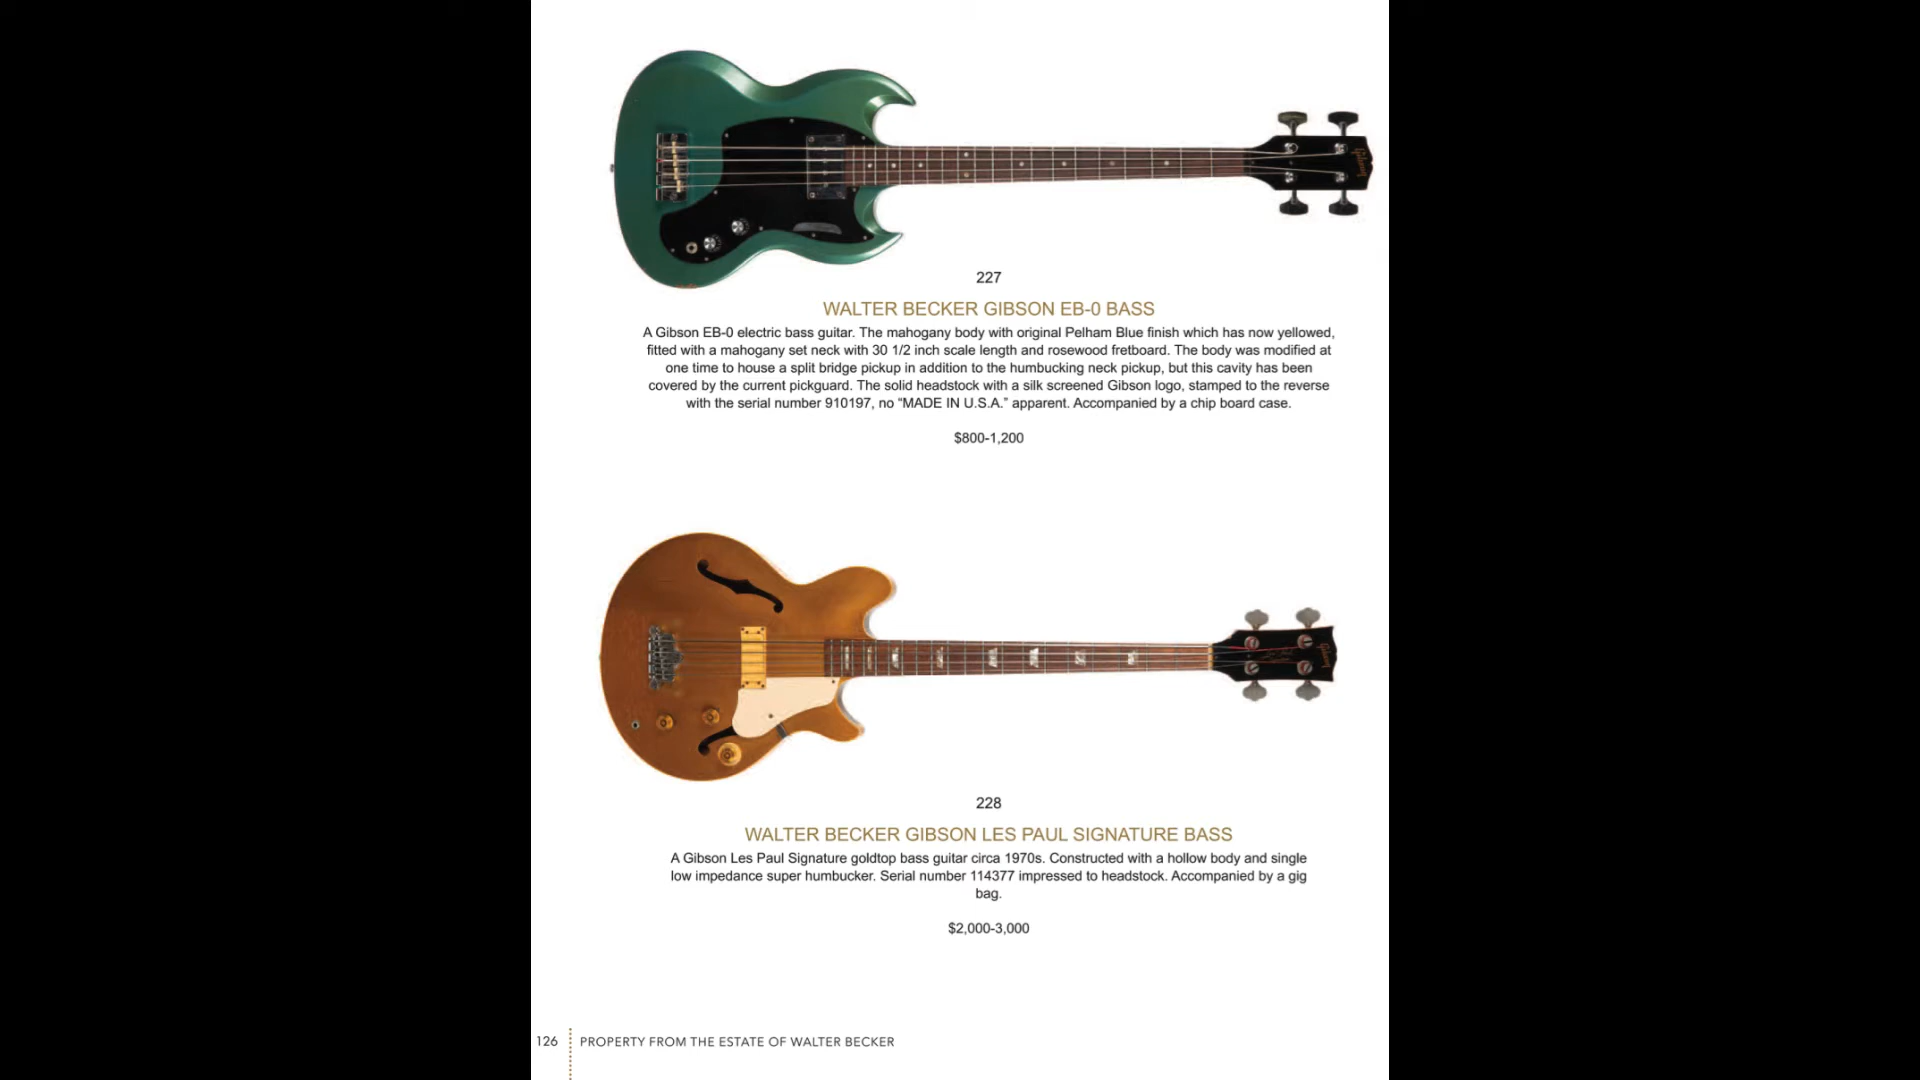 227
WALTER BECKER GIBSON EB-0 BASS
A Gibson EB-0 electric bass guitar. The mahogany body with original Pelham Blue finish which has now yellowed,
fitted with a mahogany set neck with 30 1/2 inch scale length and rosewood fretboard. The body was modified at
one time to house a split bridge pickup in addition to the humbucking neck pickup, but this cavity has been
covered by the current pickguard. The solid headstock with a silk screened Gibson logo, stamped to the reverse
with the serial number 910197, no “MADE IN U.S.A.” apparent. Accompanied by a chip board case.
$800-1,200
228
WALTER BECKER GIBSON LES PAUL SIGNATURE BASS
A Gibson Les Paul Signature goldtop bass guitar circa 1970s. Constructed with a hollow body and single
low impedance super humbucker. Serial number 114377 impressed to headstock. Accompanied by a gig
bag.
$2,000-3,000
126 PROPERTY FROM THE ESTATE OF WALTER BECKER